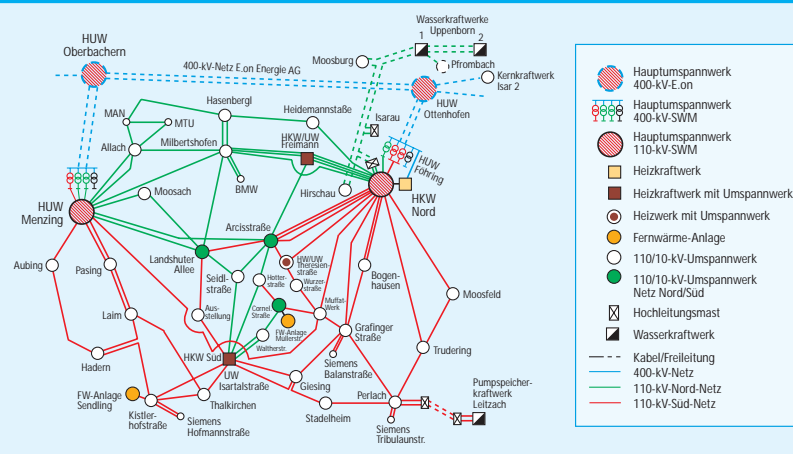 HUW
Oberbachern
400-kV-Netz E.on Energie AG
Wasserkraftwerke
Uppenborn
1
2
Moosburg
Pfrombach
Kernkraftwerk
Isar 2
HUW
Ottenhofen
Isarau
MAN
MTU
Hasenbergl
Heidemannstaße
Allach
Milbertshofen
HKW/UW
Freimann
BMW
Moosach
Hirschau
HUW
Föhring
HKW
Nord
HUW
Menzing
Arcisstraße
Landshuter
Allee
Seidl-
straße
HW/UW
Theresien-
straße
Hotter-
straße
Wurzer-
straße
Bogen-
hausen
Moosfeld
Aubing
Pasing
Laim
Aus-
stellung
Cornel.
Straße
FW-Anlage
Müllerstr.
Muffat-
Werk
Waltherstr.
Grafinger
Straße
Trudering
Hadern
HKW Süd
UW
Isartalstraße
Siemens
Balanstraße
Giesing
FW-Anlage
Sendling
Kistler-
hofstraße
Siemens
Hofmannstraße
Thalkirchen
Stadelheim
Perlach
Siemens
Tribulaunstr.
Pumpspeicher-
kraftwerk
Leitzach
Hauptumspannwerk
400-kV-E.on
Hauptumspannwerk
400-kV-SWM
Hauptumspannwerk
110-kV-SWM
Heizkraftwerk
Heizkraftwerk mit Umspannwerk
Heizwerk mit Umspannwerk
Fernwärme-Anlage
110/10-kV-Umspannwerk
110/10-kV-Umspannwerk
Netz Nord/Süd
Hochleitungsmast
Wasserkraftwerk
Kabel/Freileitung
400-kV-Netz
110-kV-Nord-Netz
110-kV-Süd-Netz